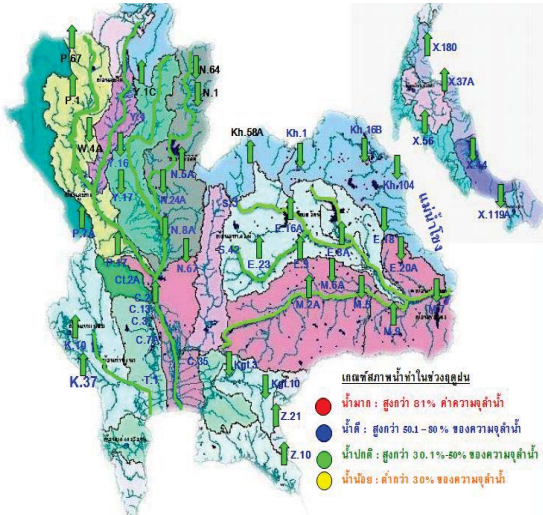 P.67
P.1
Y.1C
N.64
N.1
W.4A
Y.16
Y.17
N.5A
W.24A
N.8A
N.67
Ct.2A
C.35
T.1
K.37
Kh.58A
Kh.1
Kh.16B
Kh.104
แม่น้ำโขง
E.16A
E.23
E.8A
E.18
E.20A
M.6A
M.2A
M.5
M.9
M.7
Kgt.3
Kgt.10
Z.21
Z.10
X.180
X.37A
X.56
X.119A
เกณฑ์สภาพน้ำท่าในช่วงฤดูฝน
น้ำมาก : สูงกว่า 81% ค่าความจุลำน้ำ
น้ำดี : สูงกว่า 50.1 - 80 % ของความจุลำน้ำ
น้ำปกติ : สูงกว่า 30.1%-50% ของความจุลำน้ำ
น้ำน้อย : ต่ำกว่า 30% ของความจุลำน้ำ